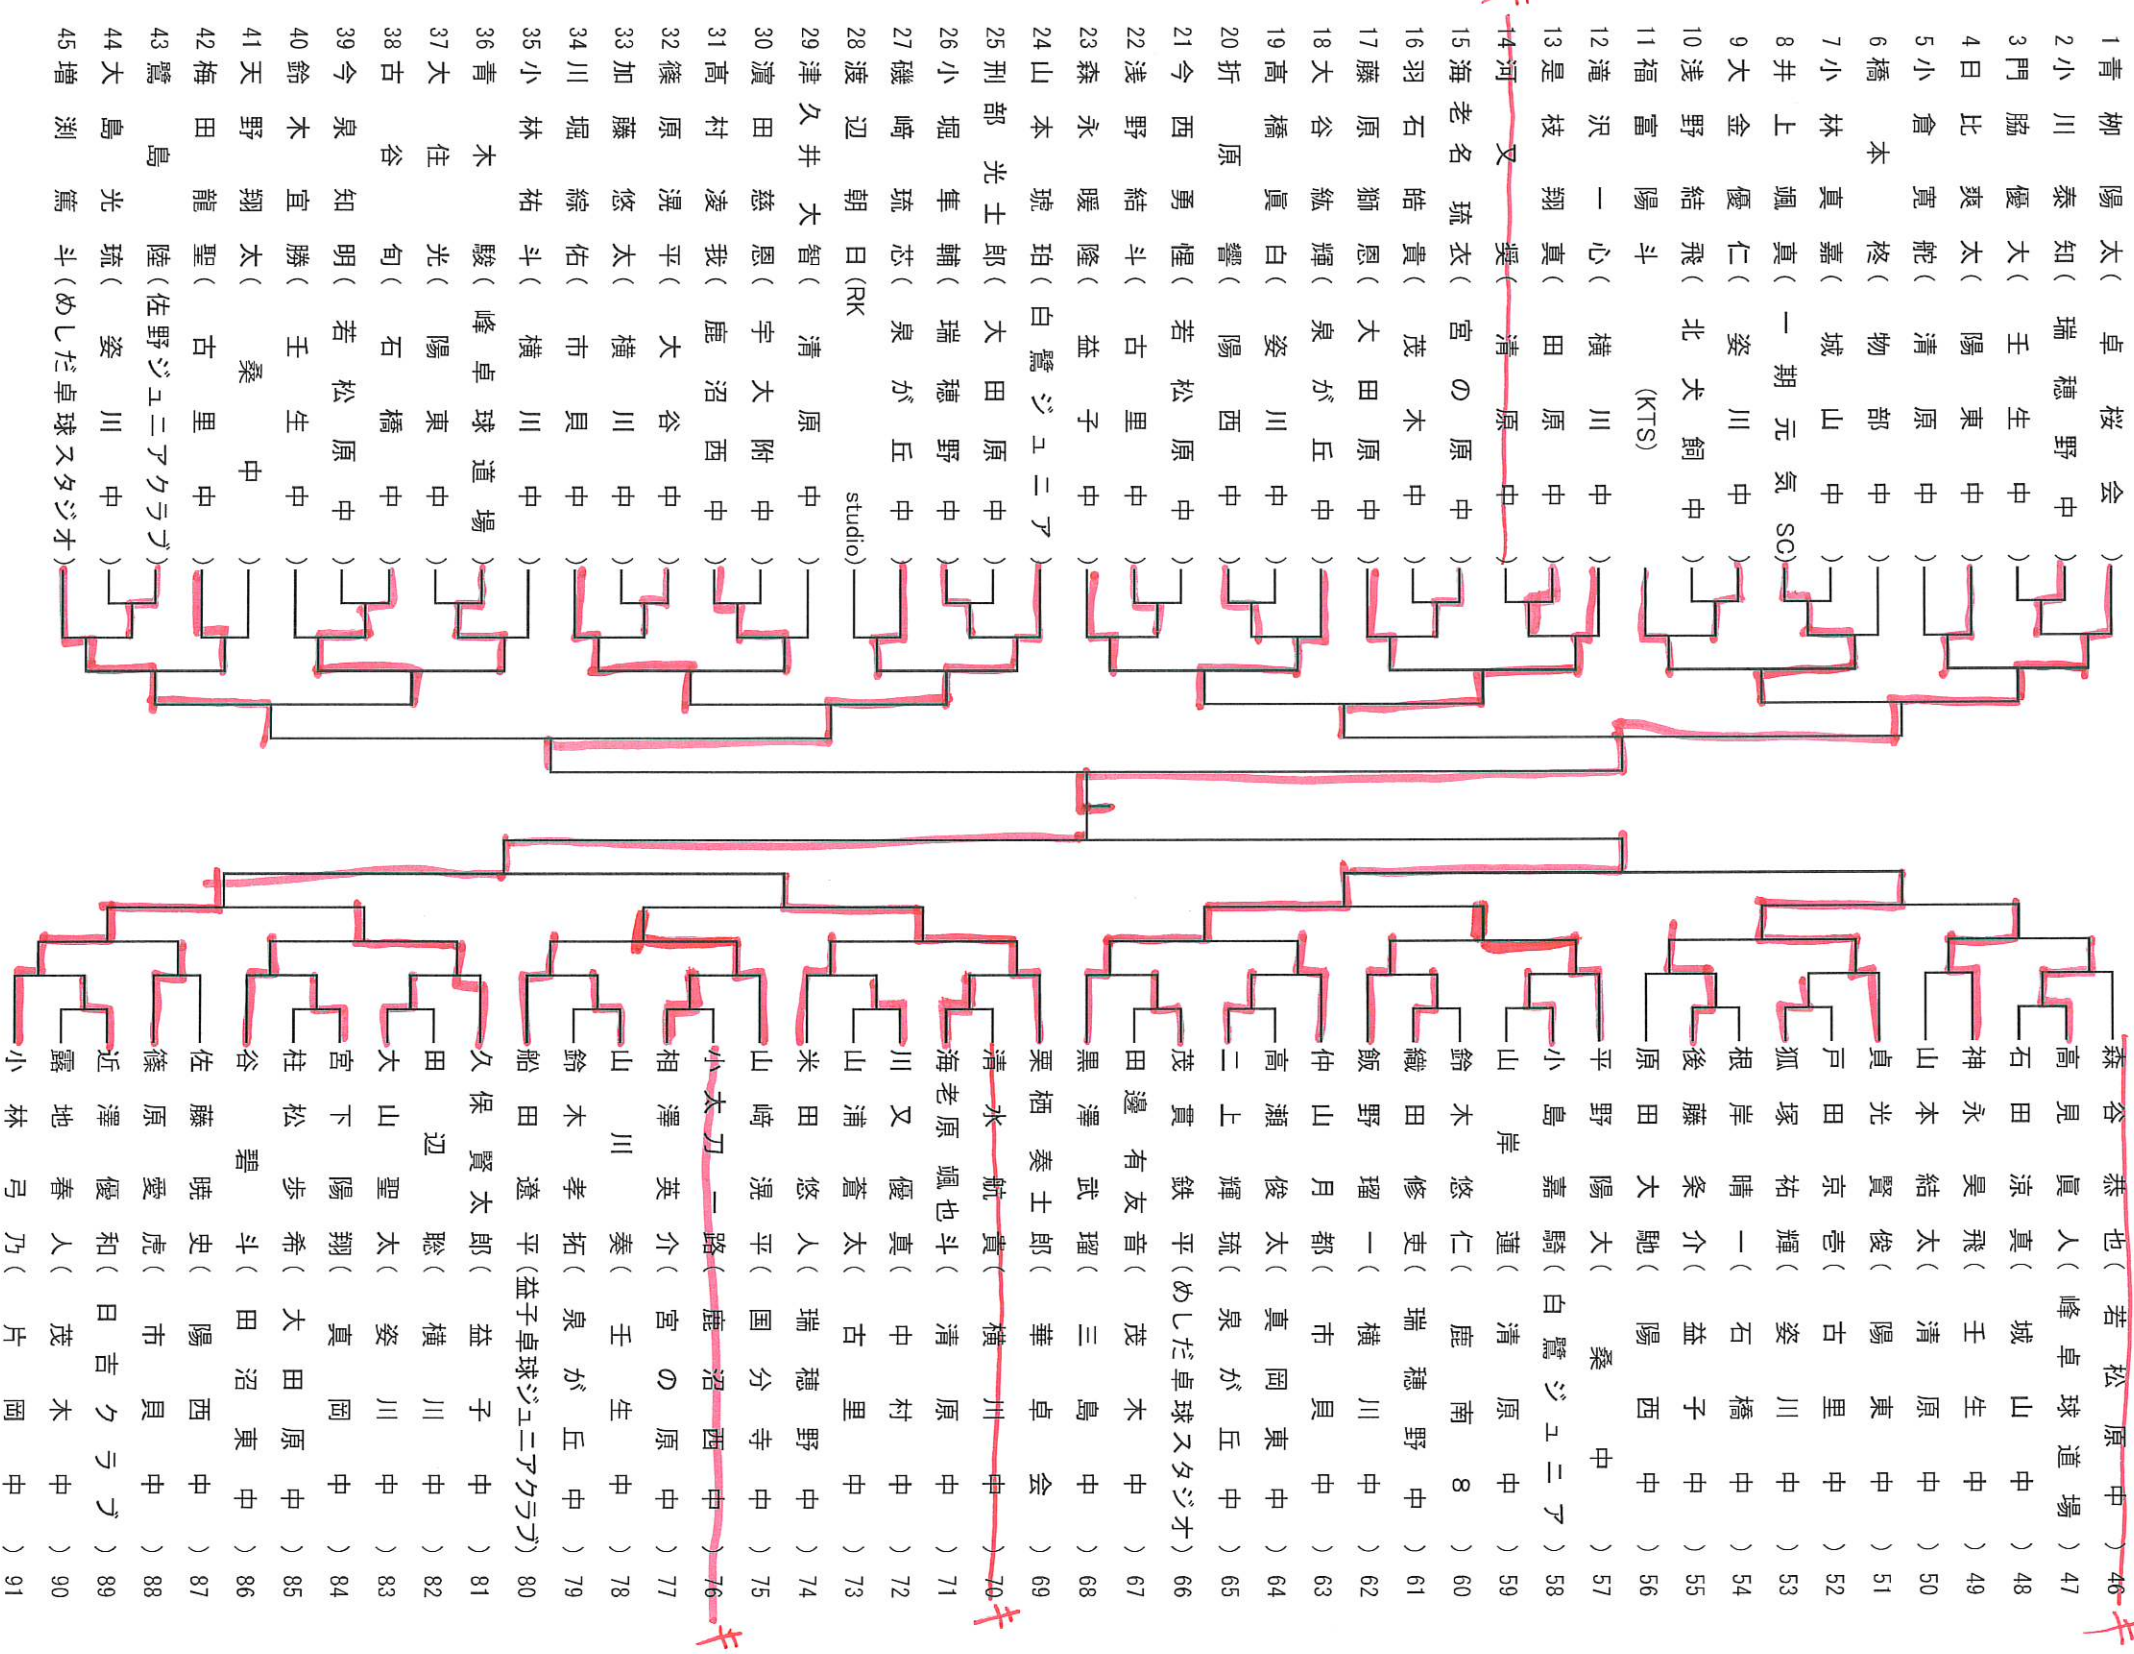 1 青栁陽太(卓桜会)
2 小川泰知(瑞穂野中)
3 門脇優大(壬生中)
4 日比爽太(陽東中)
5 小倉寛舵(清原中)
6 橋本柊(物部中)
7 小林真嘉(城山中)
8 井上颯真(一期元気SC)
9 大金優仁(姿川中)
10 浅野結飛(北犬飼中)
11 福富陽斗(KTS)
12 滝沢一心(横川中)
13 是枝翔真(田原中)
14 河又奨(清原中) キ
15 海老名琉衣(宮の原中)
16 羽石皓貴(茂木中)
17 藤原獅恩(大田原中)
18 大谷紘輝(泉が丘中)
19 髙橋眞白(姿川中)
20 折原響(陽西中)
21 今西勇惺(若松原中)
22 浅野結斗(古里中)
23 森永暖隆(益子中)
24 山本琥珀(白鷺ジュニア)
25 刑部光士郎(大田原中)
26 小堀隼輔(瑞穂野中)
27 磯﨑琉芯(泉が丘中)
28 渡辺朝日(RK studio)
29 津久井大智(清原中)
30 濵田慈恩(宇大附中)
31 髙村凌我(鹿沼西中)
32 篠原滉平(大谷中)
33 加藤悠太(横川中)
34 川堀綜佑(市貝中)
35 小林祐斗(横川中)
36 青木駿(峰卓球道場)
37 大住光(陽東中)
38 古谷旬(石橋中)
39 今泉知明(若松原中)
40 鈴木宜勝(壬生中)
41 天野翔太(桑中)
42 梅田龍聖(古里中)
43 鷺島陸(佐野ジュニアクラブ)
44 大島光琉(姿川中)
45 増渕篤斗(めしだ卓球スタジオ)
森谷恭也(若松原中) 46 キ
高見眞人(峰卓球道場) 47
石田涼真(城山中) 48
神永昊飛(壬生中) 49
山本結太(清原中) 50
貞光賢俊(陽東中) 51
戸田京壱(古里中) 52
狐塚祐輝(姿川中) 53
根岸晴一(石橋中) 54
後藤粂介(益子中) 55
原田大馳(陽西中) 56
平野陽大(桑中) 57
小島嘉騎(白鷺ジュニア) 58
山岸蓮(清原中) 59
鈴木悠仁(鹿南8) 60
織田修吏(瑞穂野中) 61
飯野瑠一(横川中) 62
仲山月都(市貝中) 63
高瀬俊太(真岡東中) 64
二上輝琉(泉が丘中) 65
茂貫鉄平(めしだ卓球スタジオ) 66
田邊有友音(茂木中) 67
黒澤武瑠(三島中) 68
栗栖奏士郎(華卓会) 69
清水航貴(横川中) 70 キ
海老原颯也斗(清原中) 71
川又優真(中村中) 72
山浦蒼太(古里中) 73
米田悠人(瑞穂野中) 74
山﨑滉平(国分寺中) 75
小太刀一路(鹿沼西中) 76 キ
相澤英介(宮の原中) 77
山川奏(壬生中) 78
鈴木孝拓(泉が丘中) 79
船田遼平(益子卓球ジュニアクラブ) 80
久保賢太郎(益子中) 81
田辺聡(横川中) 82
大山聖太(姿川中) 83
宮下陽翔(真岡中) 84
柱松歩希(大田原中) 85
谷碧斗(田沼東中) 86
佐藤暁史(陽西中) 87
篠原愛虎(市貝中) 88
近澤優和(日吉クラブ) 89
露地春人(茂木中) 90
小林弓乃(片岡中) 91